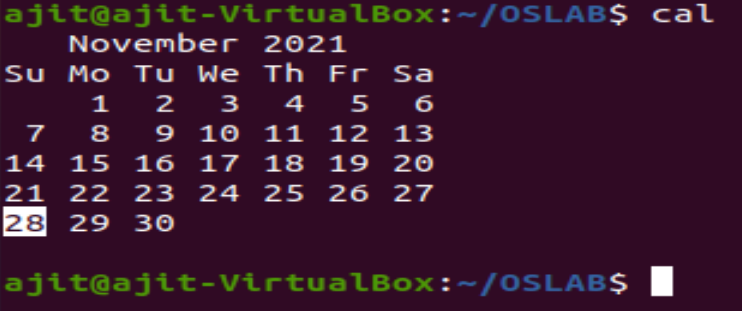 ajit@ajit-VirtualBox:~/OSLAB$ cal
   November 2021
Su Mo Tu We Th Fr Sa
    1  2  3  4  5  6
 7  8  9 10 11 12 13
14 15 16 17 18 19 20
21 22 23 24 25 26 27
28 29 30
ajit@ajit-VirtualBox:~/OSLAB$